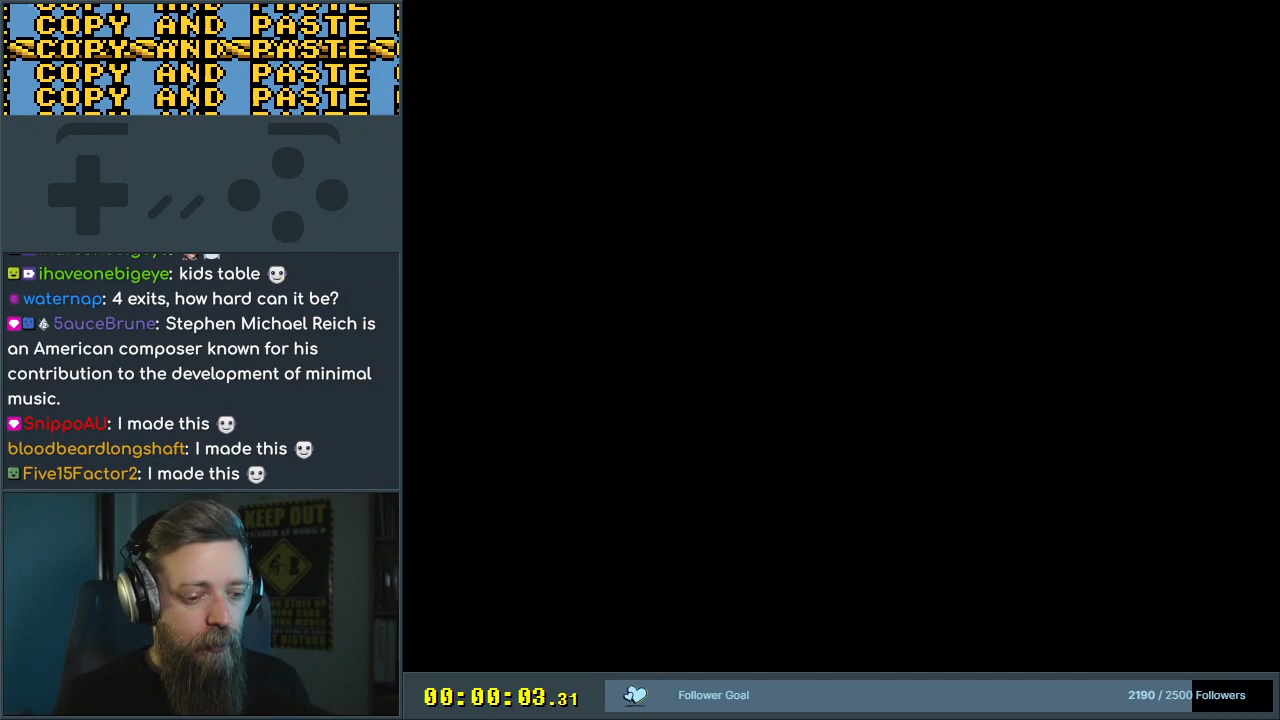 COPY AND PASTE
COPY AND PASTE
COPY AND PASTE
COPY AND PASTE
ihaveonebigeye: kids table
waternap: 4 exits, how hard can it be?
5auceBrune: Stephen Michael Reich is
an American composer known for his
contribution to the development of minimal
music.
SnippoAU: I made this
bloodbeardlongshaft: I made this
Five15Factor2: I made this
KEEP OUT
00:00:03.31
Follower Goal
2190 / 2500 Followers